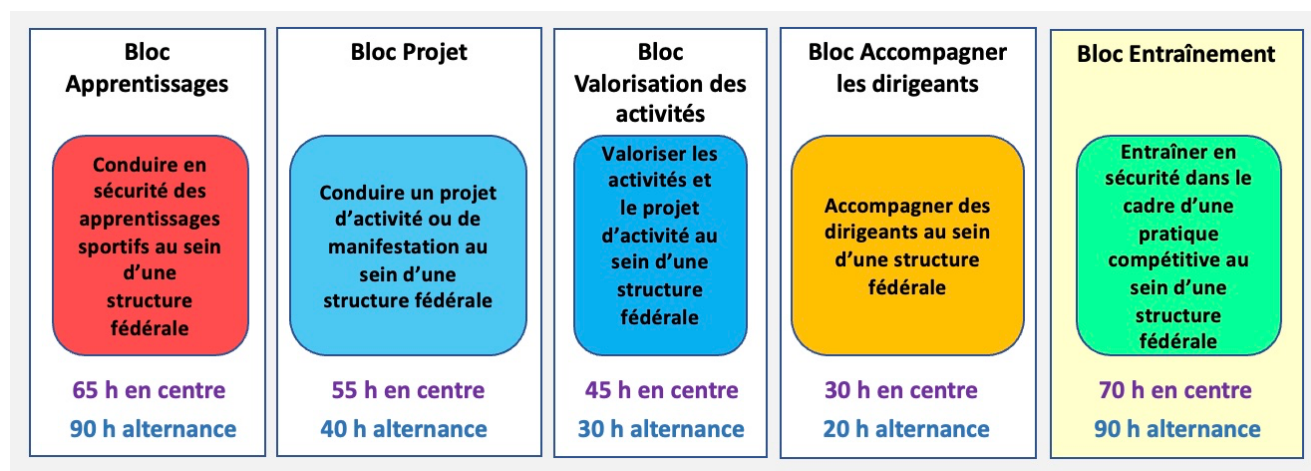 Bloc
Apprentissages
Conduire en
sécurité des
apprentissages
sportifs au sein
d’une
structure
fédérale
65 h en centre
90 h alternance
Bloc Projet
Conduire un projet
d’activité ou de
manifestation au
sein d’une
structure fédérale
55 h en centre
40 h alternance
Bloc
Valorisation des
activités
Valoriser les
activités et
le projet
d’activité au
sein d’une
structure
fédérale
45 h en centre
30 h alternance
Bloc Accompagner
les dirigeants
Accompagner des
dirigeants au sein
d’une structure
fédérale
30 h en centre
20 h alternance
Bloc Entraînement
Entraîner en
sécurité dans le
cadre d’une
pratique
compétitive au
sein d’une
structure
fédérale
70 h en centre
90 h alternance